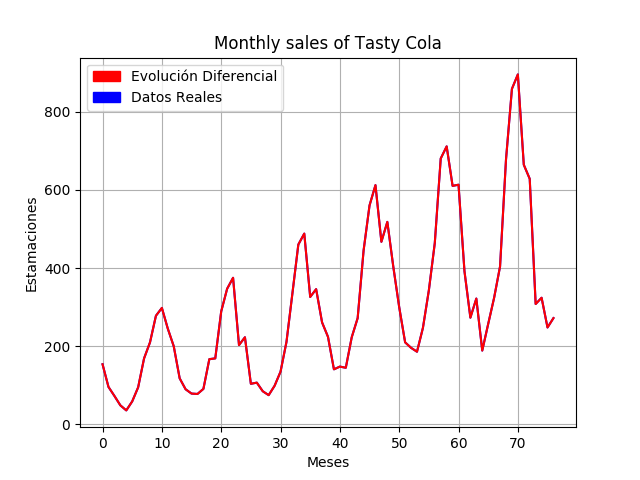 Monthly sales of Tasty Cola
Evolución Diferencial
Datos Reales
Estamaciones
800
600
400
200
0
0 10 20 30 40 50 60 70
Meses